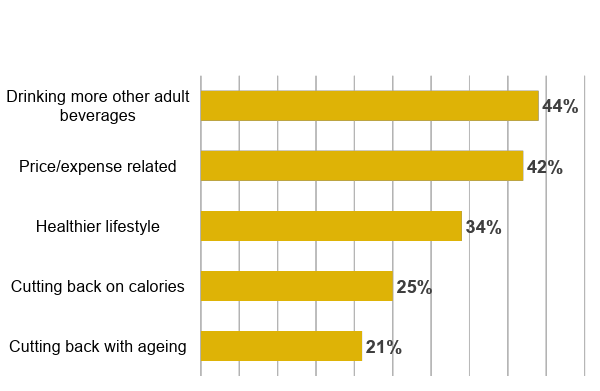 Drinking more other adult
beverages
44%
Price/expense related
42%
Healthier lifestyle
34%
Cutting back on calories
25%
Cutting back with ageing
21%